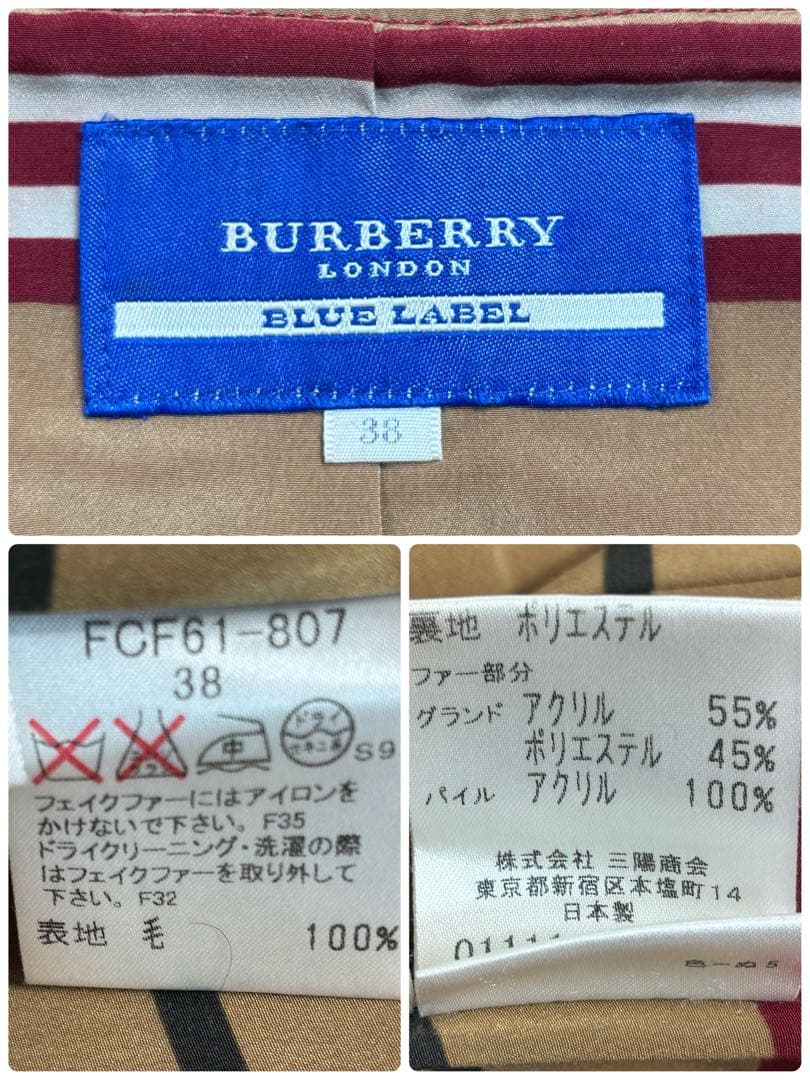 BURBERRY
LONDON
BLUE LABEL
38
FCF61-807
38
ドライ
S9
フェイクファーにはアイロンを
かけないで下さい。F35
ドライクリーニング・洗濯の際
はフェイクファーを取り外して
下さい。F32
表地 毛 100%
裏地 ポリエステル
ファー部分
グランド アクリル 55%
ポリエステル 45%
パイル アクリル 100%
株式会社 三陽商会
東京都新宿区本塩町14
日本製
01111
色ーぬ5